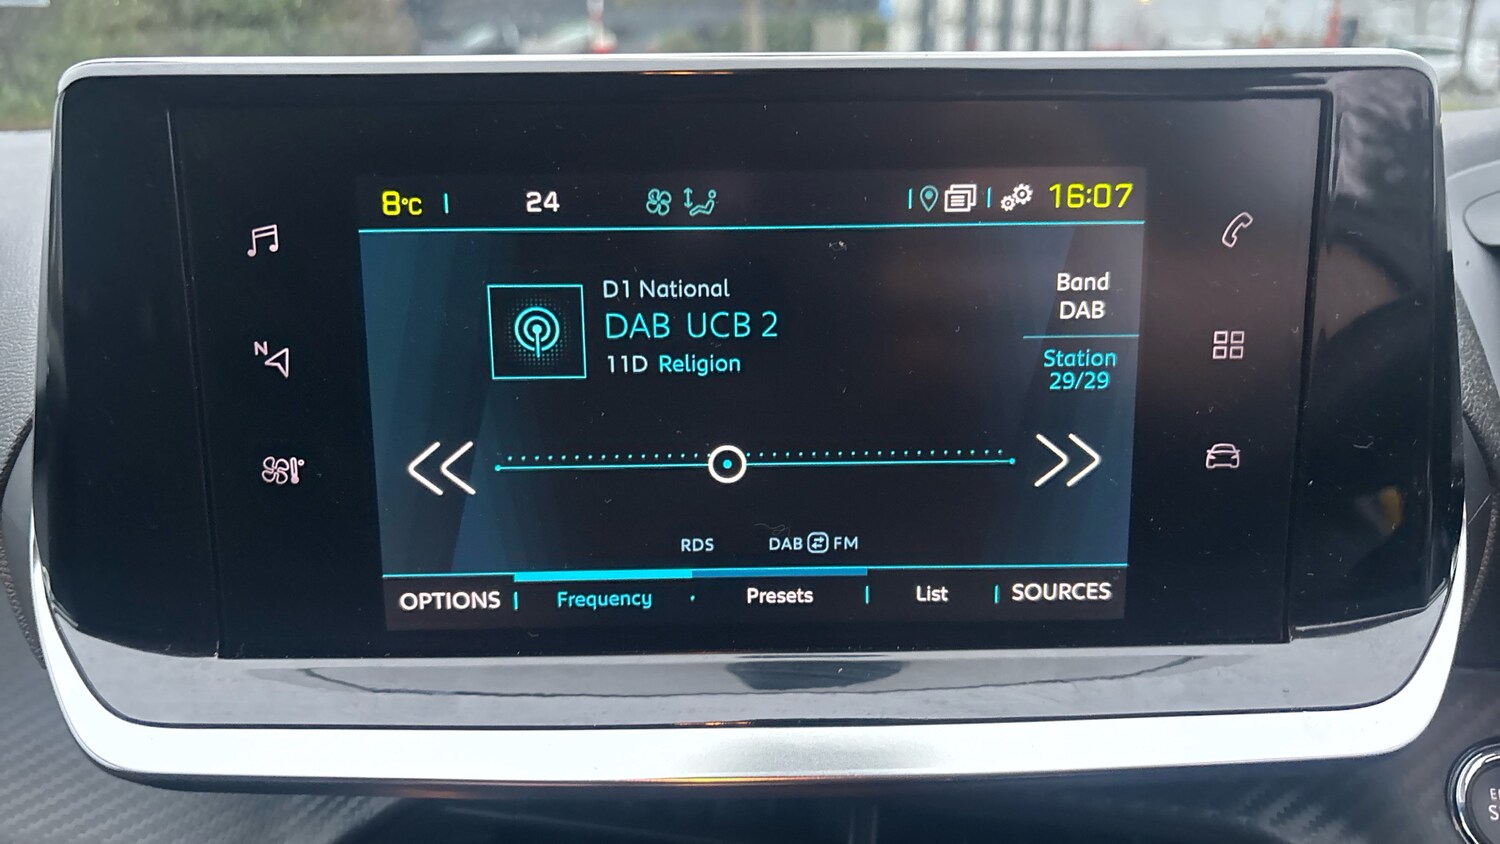 8°C
24
16:07
D1 National
DAB UCB 2
11D Religion
Band
DAB
Station
29/29
N
RDS
DAB FM
OPTIONS
Frequency
Presets
List
SOURCES